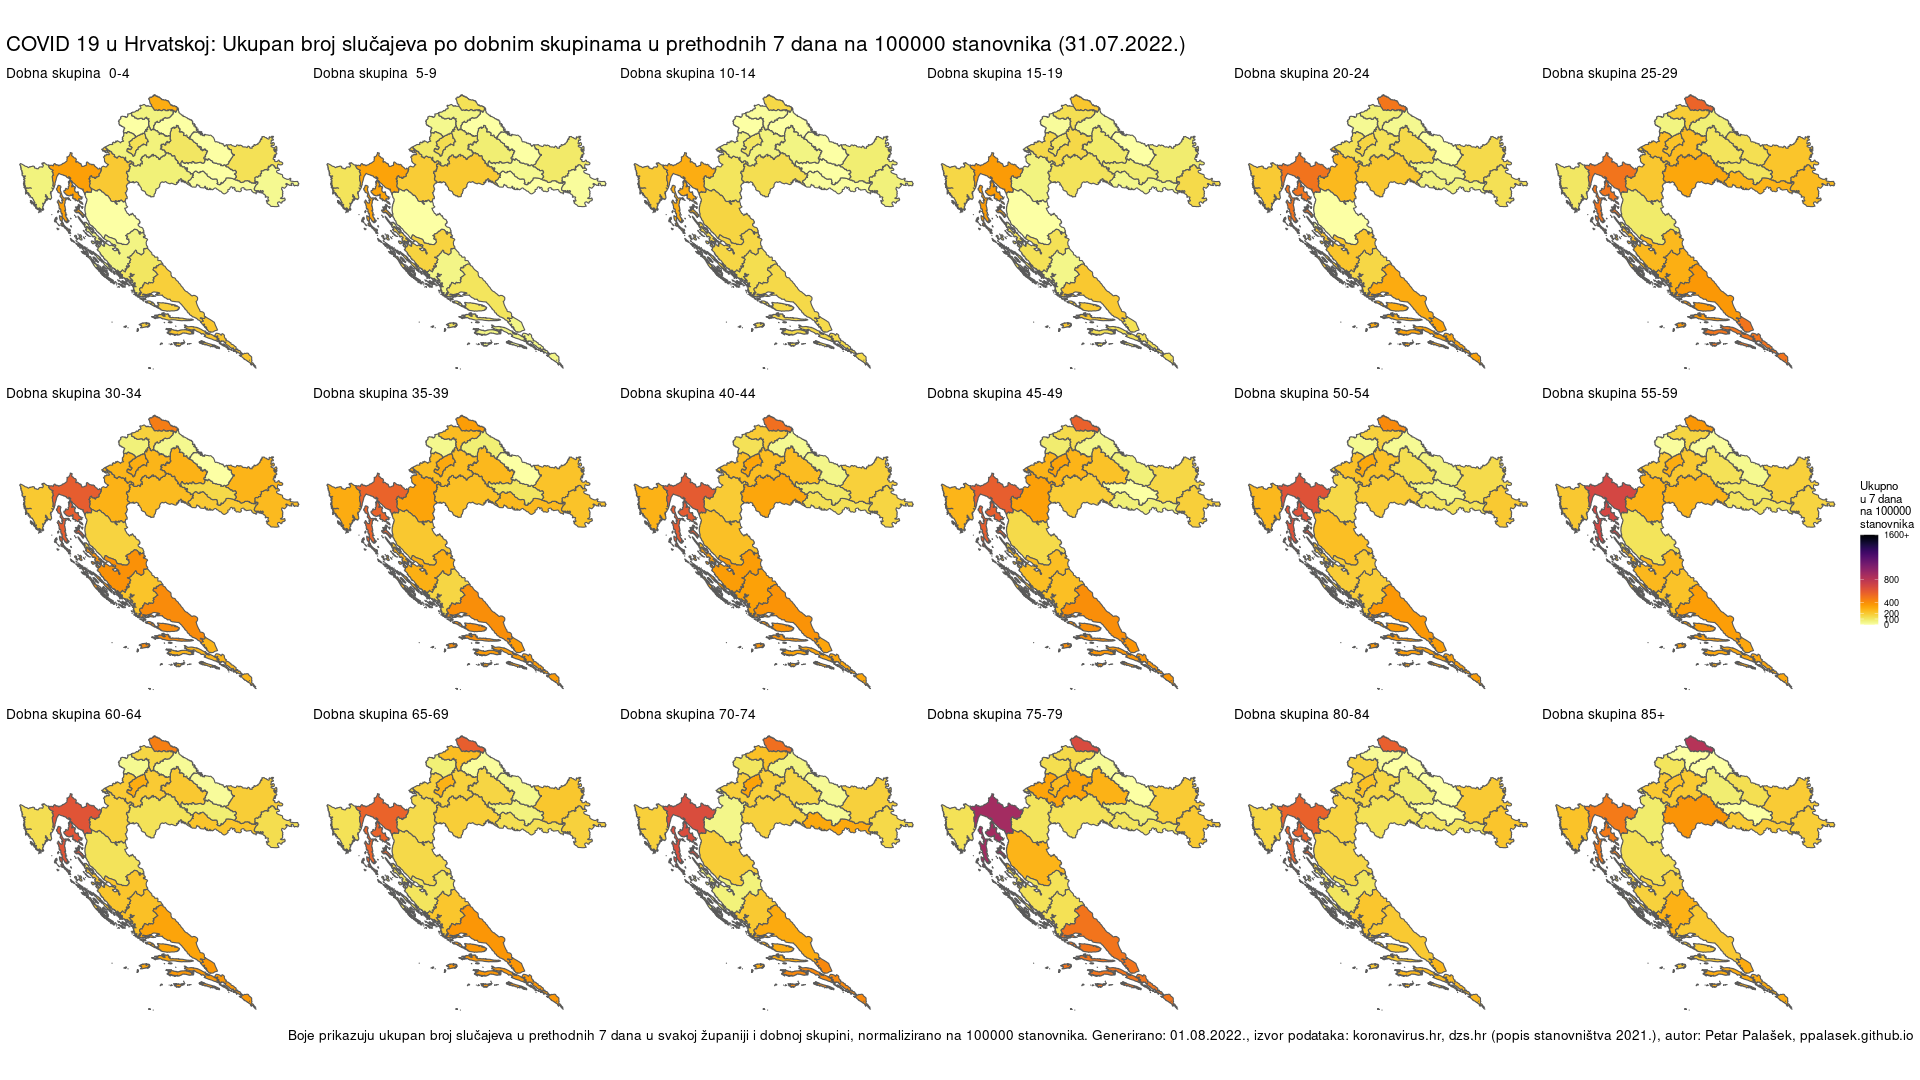 COVID 19 u Hrvatskoj: Ukupan broj slučajeva po dobnim skupinama u prethodnih 7 dana na 100000 stanovnika (31.07.2022.)
Dobna skupina  0-4
Dobna skupina  5-9
Dobna skupina 10-14
Dobna skupina 15-19
Dobna skupina 20-24
Dobna skupina 25-29
Dobna skupina 30-34
Dobna skupina 35-39
Dobna skupina 40-44
Dobna skupina 45-49
Dobna skupina 50-54
Dobna skupina 55-59
Ukupno
u 7 dana
na 100000
stanovnika
1600+
800
400
200
100
0
Dobna skupina 60-64
Dobna skupina 65-69
Dobna skupina 70-74
Dobna skupina 75-79
Dobna skupina 80-84
Dobna skupina 85+
Boje prikazuju ukupan broj slučajeva u prethodnih 7 dana u svakoj županiji i dobnoj skupini, normalizirano na 100000 stanovnika. Generirano: 01.08.2022., izvor podataka: koronavirus.hr, dzs.hr (popis stanovništva 2021.), autor: Petar Palašek, ppalasek.github.io